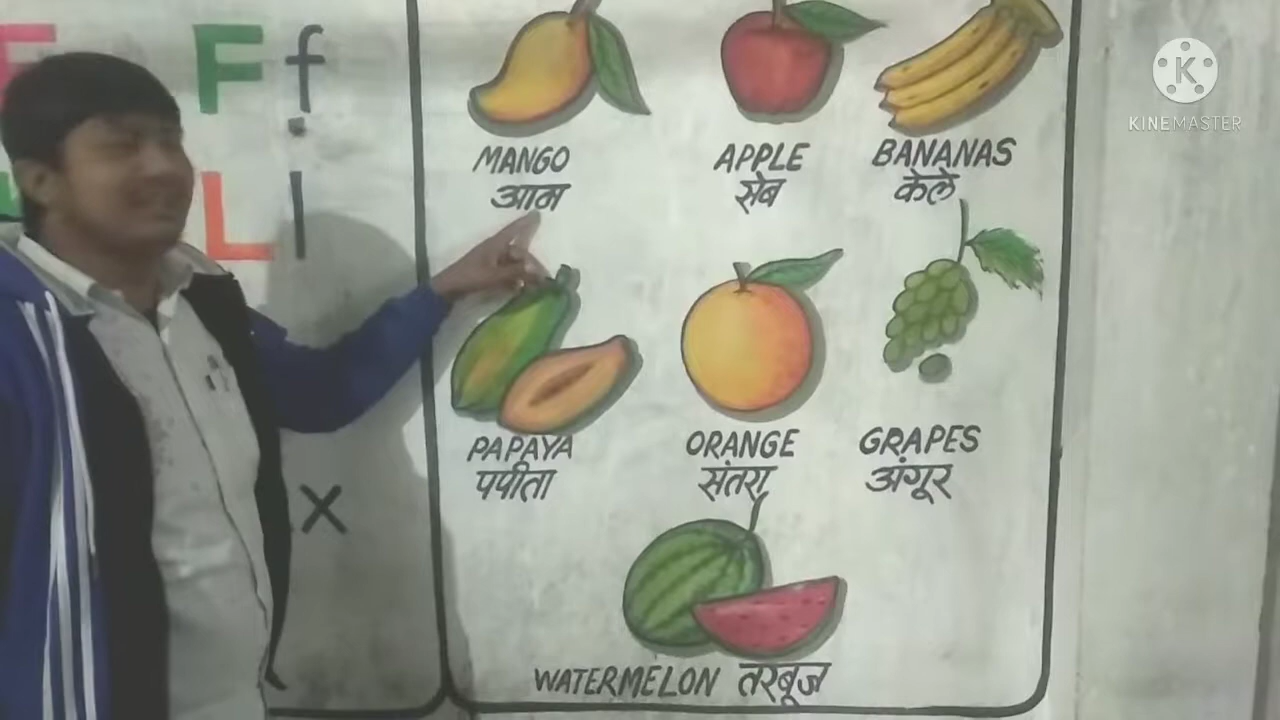 F f
L l
x
MANGO
आम
APPLE
सेब
BANANAS
केले
PAPAYA
पपीता
ORANGE
संतरा
GRAPES
अंगूर
WATERMELON तरबूज
K
KINEMASTER